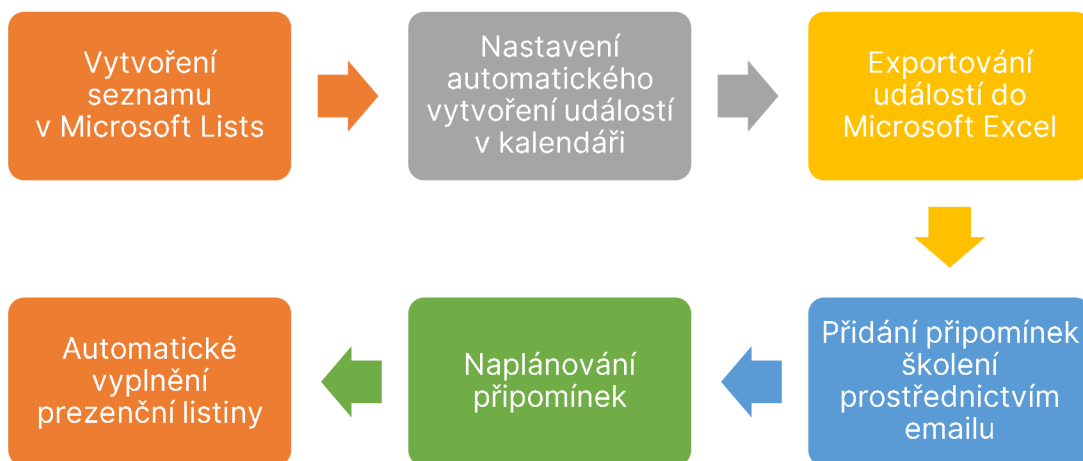 Vytvoření
seznamu
v Microsoft Lists
Nastavení
automatického
vytvoření událostí
v kalendáři
Exportování
událostí do
Microsoft Excel
Přidání připomínek
školení
prostřednictvím
emailu
Naplánování
připomínek
Automatické
vyplnění
prezenční listiny